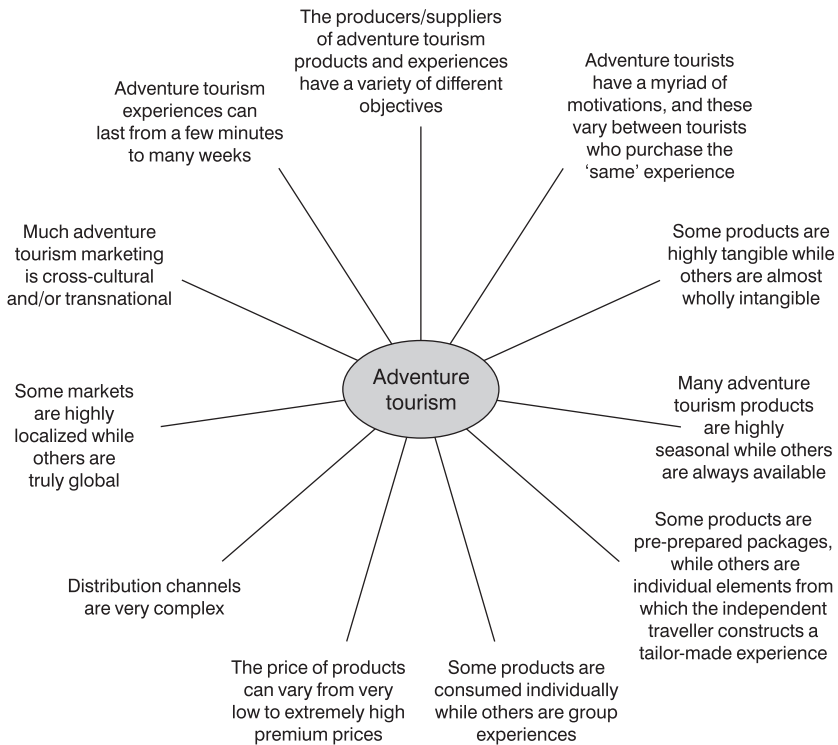 The producers/suppliers
of adventure tourism
products and experiences
have a variety of different
objectives
Adventure tourists
have a myriad of
motivations, and these
vary between tourists
who purchase the
‘same’ experience
Some products are
highly tangible while
others are almost
wholly intangible
Many adventure
tourism products
are highly
seasonal while others
are always available
Some products are
pre-prepared packages,
while others are
individual elements from
which the independent
traveller constructs a
tailor-made experience
Some products are
consumed individually
while others are group
experiences
The price of products
can vary from very
low to extremely high
premium prices
Distribution channels
are very complex
Some markets
are highly
localized while
others are
truly global
Much adventure
tourism marketing
is cross-cultural
and/or transnational
Adventure tourism
experiences can
last from a few minutes
to many weeks
Adventure
tourism